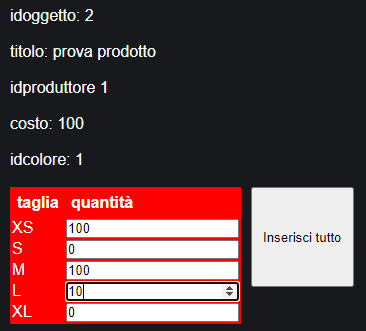 idoggetto: 2
titolo: prova prodotto
idproduttore 1
costo: 100
idcolore: 1
taglia quantità
XS 100
S 0
M 100
L 10
XL 0
Inserisci tutto